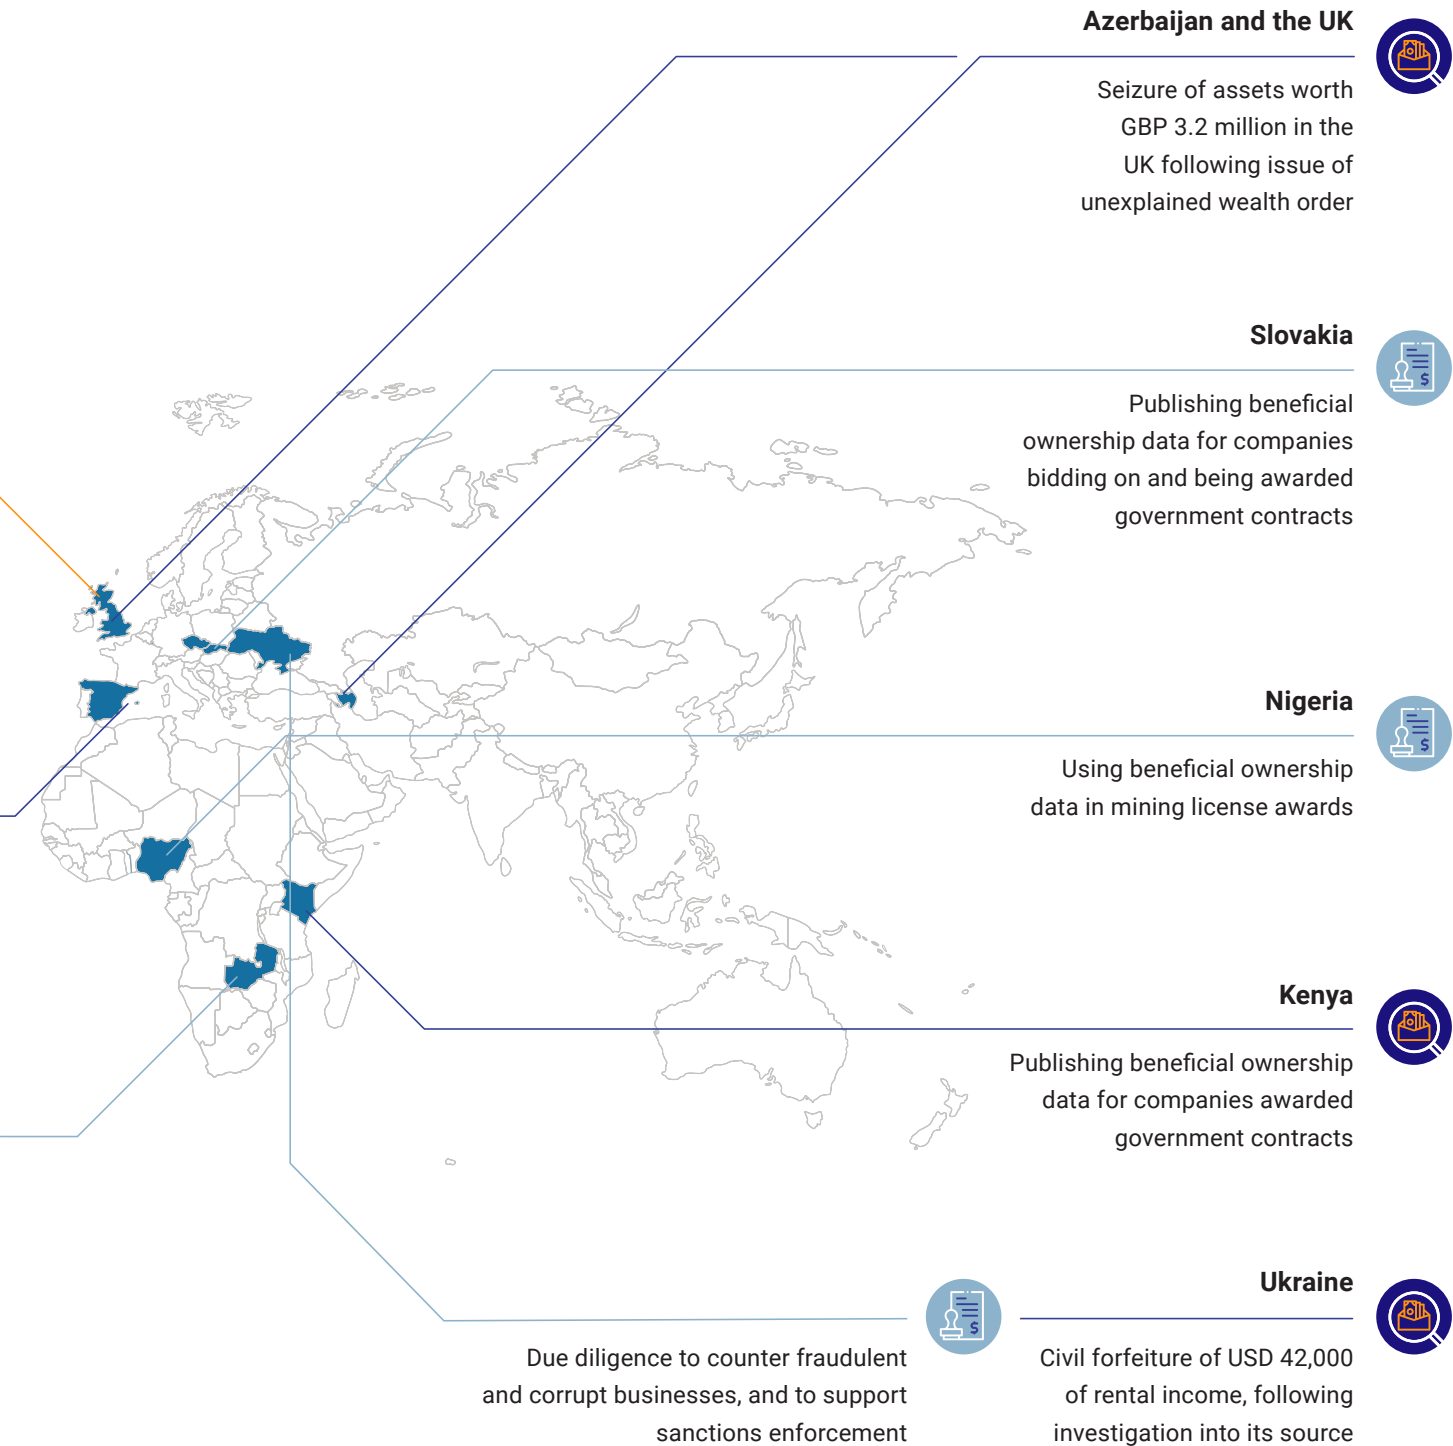 Azerbaijan and the UK
Seizure of assets worth
GBP 3.2 million in the
UK following issue of
unexplained wealth order
Slovakia
Publishing beneficial
ownership data for companies
bidding on and being awarded
government contracts
Nigeria
Using beneficial ownership
data in mining license awards
Kenya
Publishing beneficial ownership
data for companies awarded
government contracts
Due diligence to counter fraudulent
and corrupt businesses, and to support
sanctions enforcement
Ukraine
Civil forfeiture of USD 42,000
of rental income, following
investigation into its source